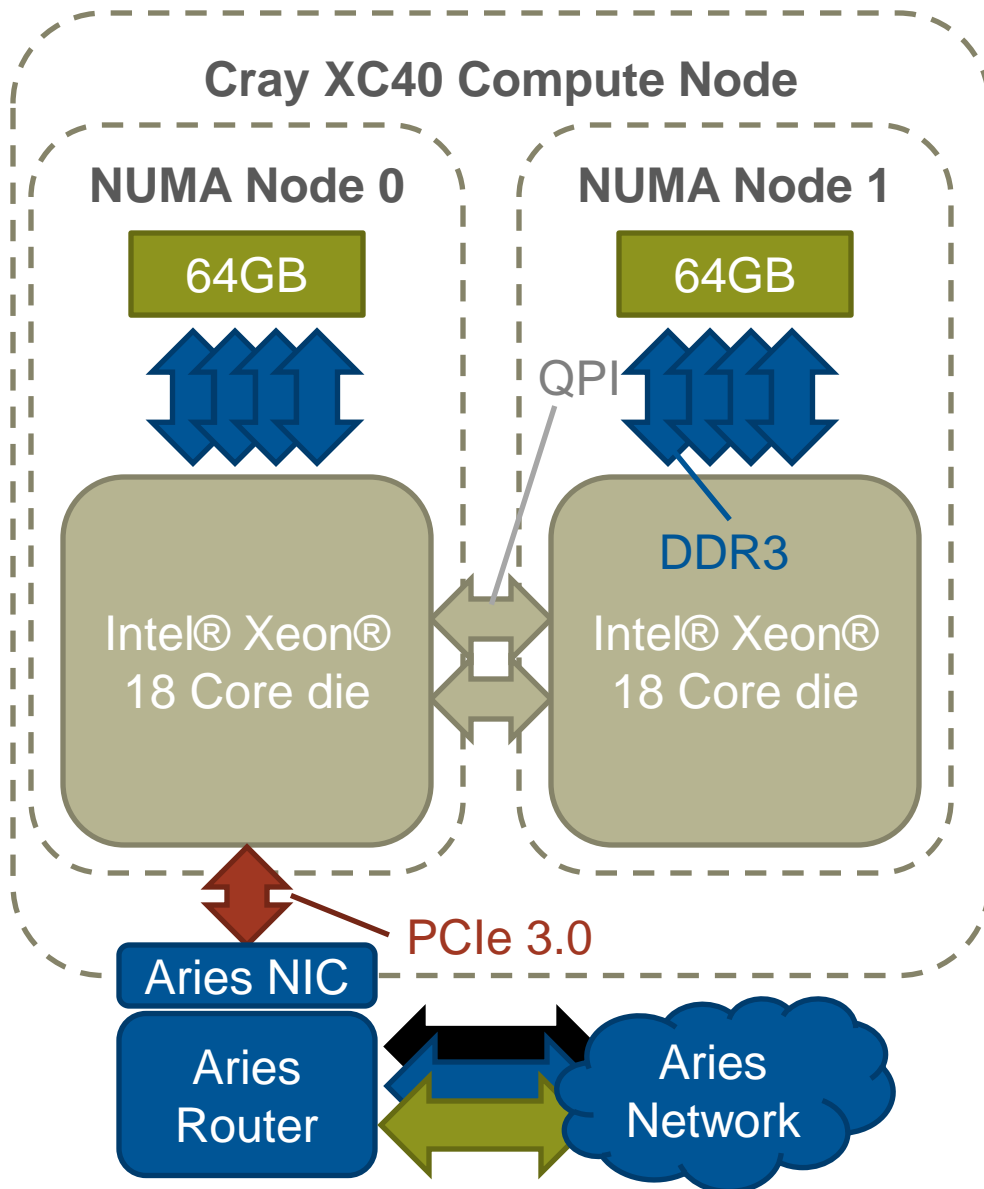 Cray XC40 Compute Node
NUMA Node 0
NUMA Node 1
64GB
64GB
QPI
DDR3
Intel® Xeon®
18 Core die
Intel® Xeon®
18 Core die
PCIe 3.0
Aries NIC
Aries
Router
Aries
Network